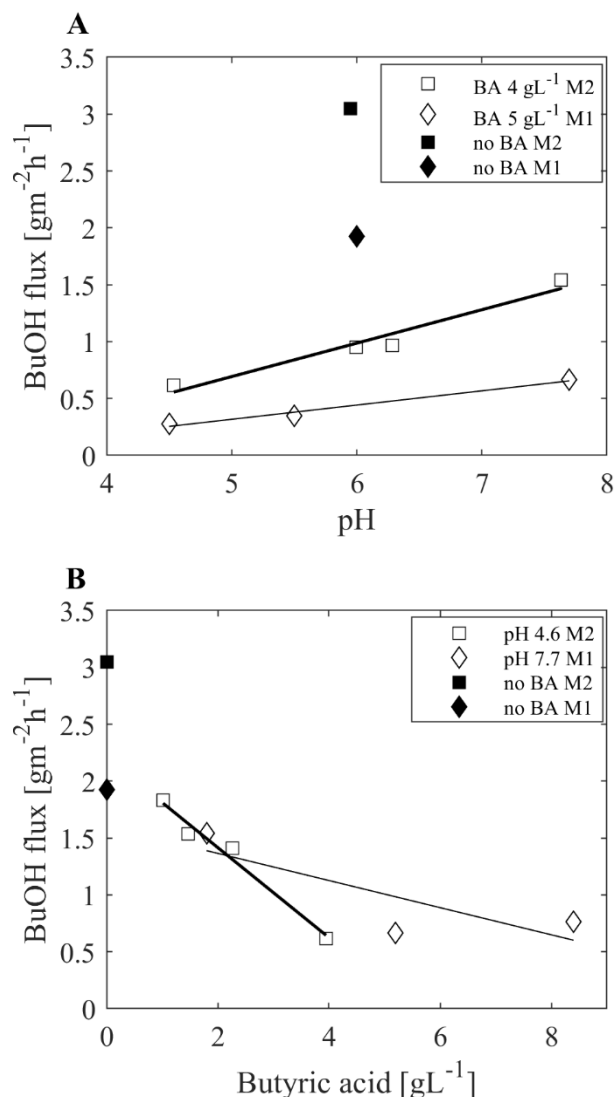 A
3.5
3
2.5
2
1.5
1
0.5
0
BuOH flux [gm⁻²h⁻¹]
BA 4 gL⁻¹ M2
BA 5 gL⁻¹ M1
no BA M2
no BA M1
4 5 6 7 8
pH
B
3.5
3
2.5
2
1.5
1
0.5
0
BuOH flux [gm⁻²h⁻¹]
pH 4.6 M2
pH 7.7 M1
no BA M2
no BA M1
0 2 4 6 8
Butyric acid [gL⁻¹]